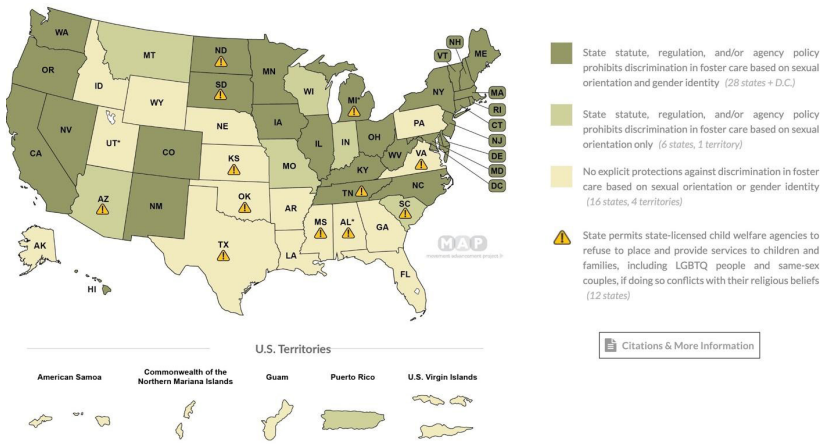 WA
OR
CA
NV
ID
MT
WY
UT*
CO
AZ
NM
ND
SD
NE
KS
OK
TX
MN
IA
MO
AR
LA
WI
IL
IN
MI*
OH
KY
TN
MS
AL*
GA
FL
SC
NC
VA
WV
PA
NY
ME
VT
NH
MA
RI
CT
NJ
DE
MD
DC
AK
HI
MAP
State statute, regulation, and/or agency policy
prohibits discrimination in foster care based on sexual
orientation and gender identity (28 states + D.C.)
State statute, regulation, and/or agency policy
prohibits discrimination in foster care based on sexual
orientation only (6 states, 1 territory)
No explicit protections against discrimination in foster
care based on sexual orientation or gender identity
(16 states, 4 territories)
State permits state-licensed child welfare agencies to
refuse to place and provide services to children and
families, including LGBTQ people and same-sex
couples, if doing so conflicts with their religious beliefs
(12 states)
Citations & More Information
U.S. Territories
American Samoa
Commonwealth of the
Northern Mariana Islands
Guam
Puerto Rico
U.S. Virgin Islands